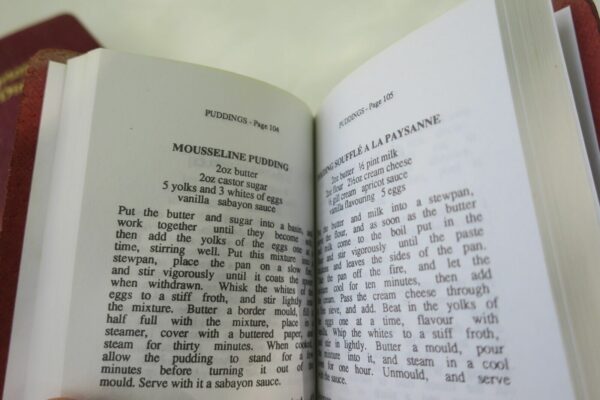 PUDDINGS - Page 104
MOUSSELINE PUDDING
2oz butter
2oz castor sugar
5 yolks and 3 whites of eggs
vanilla sabayon sauce
Put the butter and sugar into a basin,
work together until they become
then add the yolks of the eggs one
time, stirring well. Put this mixture
stewpan, place the pan on a slow
and stir vigorously until it coats the
when withdrawn. Whisk the whites of
eggs to a stiff froth, and stir lightly
the mixture. Butter a border mould, fill
half full with the mixture, place in
steamer, cover with a buttered paper,
steam for thirty minutes. When cooked
allow the pudding to stand for a
minutes before turning it out of
mould. Serve with it a sabayon sauce.
PUDDINGS - Page 105
SOUFFLÉ A LA PAYSANNE
2oz butter ½ pint milk
2oz flour cream cheese
gill cream apricot sauce
vanilla flavouring 5 eggs
butter and milk into a stewpan,
the flour, and as soon as the butter
milk come to the boil put in the
and stir vigorously until the paste
and leaves the sides of the pan.
the pan off the fire, and let the
cool for ten minutes, then add
cream. Pass the cream cheese through
sieve, and add. Beat in the yolks of
eggs one at a time, flavour with
Whip the whites to a stiff froth,
stir in lightly. Butter a mould, pour
mixture into it, and steam in a cool
for one hour. Unmould, and serve
the sauce.